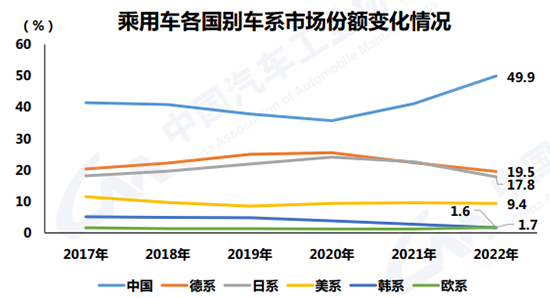 乘用车各国别车系市场份额变化情况
(%)
60
50
40
30
20
10
0
49.9
19.5
17.8
9.4
1.6
1.7
2017年 2018年 2019年 2020年 2021年 2022年
中国 德系 日系 美系 韩系 欧系
中国汽车工业
Association of Automobile Manu